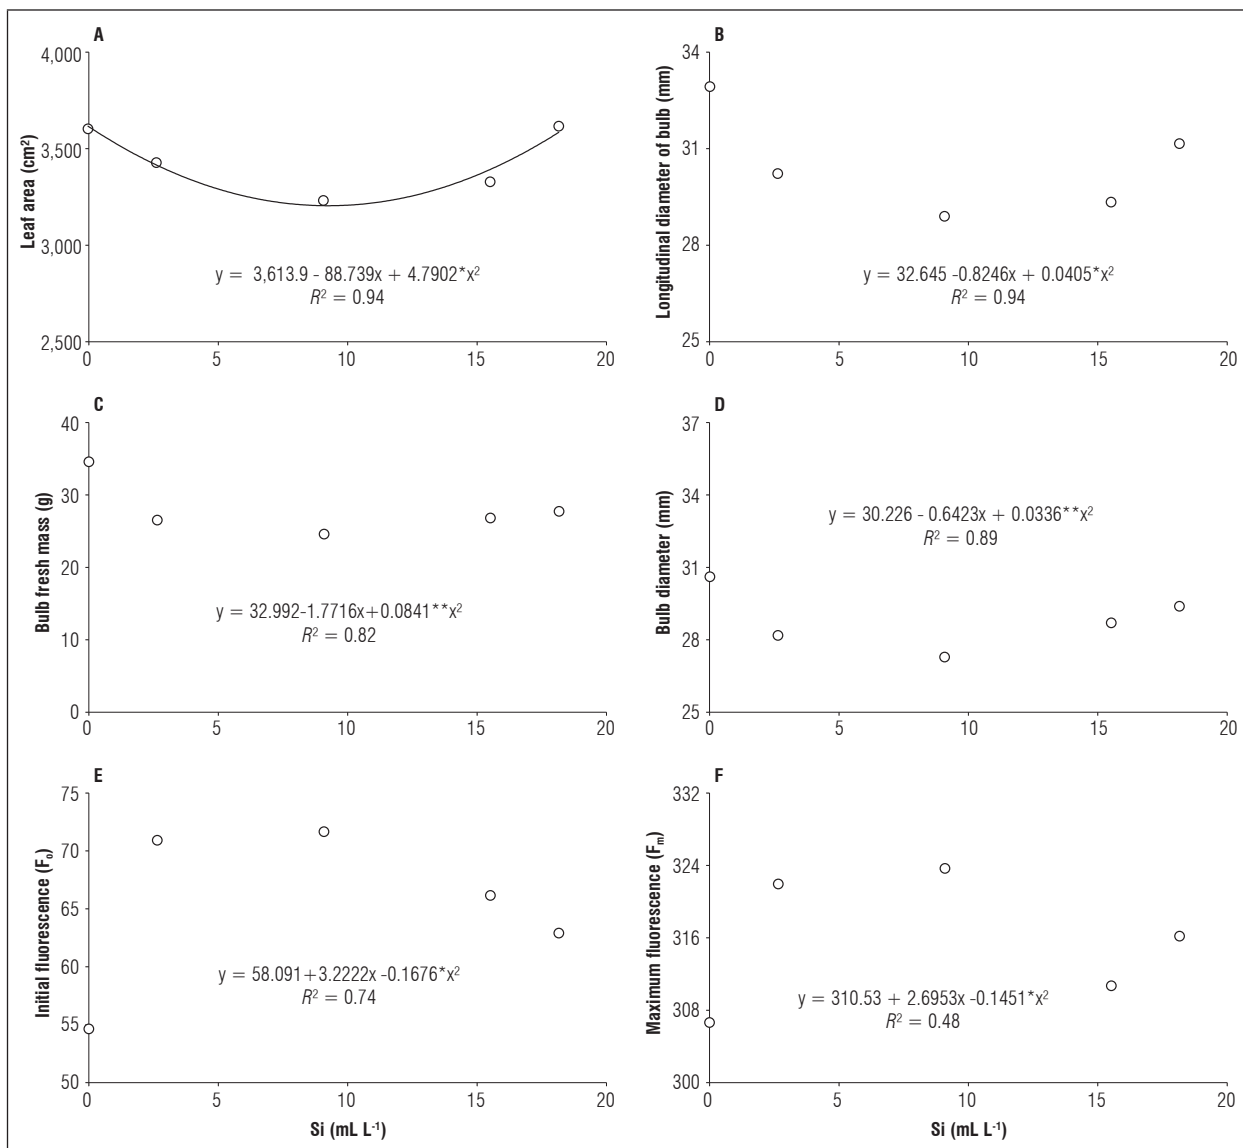 A
Leaf area (cm²)
4,000
3,500
3,000
2,500
y = 3,613.9 - 88.739x + 4.7902*x²
R² = 0.94
0 5 10 15 20
B
Longitudinal diameter of bulb (mm)
34
31
28
25
y = 32.645 -0.8246x + 0.0405*x²
R² = 0.94
0 5 10 15 20
C
Bulb fresh mass (g)
40
30
20
10
0
y = 32.992-1.7716x+0.0841**x²
R² = 0.82
0 5 10 15 20
D
Bulb diameter (mm)
37
34
31
28
25
y = 30.226 - 0.6423x + 0.0336**x²
R² = 0.89
0 5 10 15 20
E
Initial fluorescence (F₀)
75
70
65
60
55
50
y = 58.091+3.2222x -0.1676*x²
R² = 0.74
0 5 10 15 20
Si (mL L⁻¹)
F
Maximum fluorescence (Fₘ)
332
324
316
308
300
y = 310.53 + 2.6953x -0.1451*x²
R² = 0.48
0 5 10 15 20
Si (mL L⁻¹)